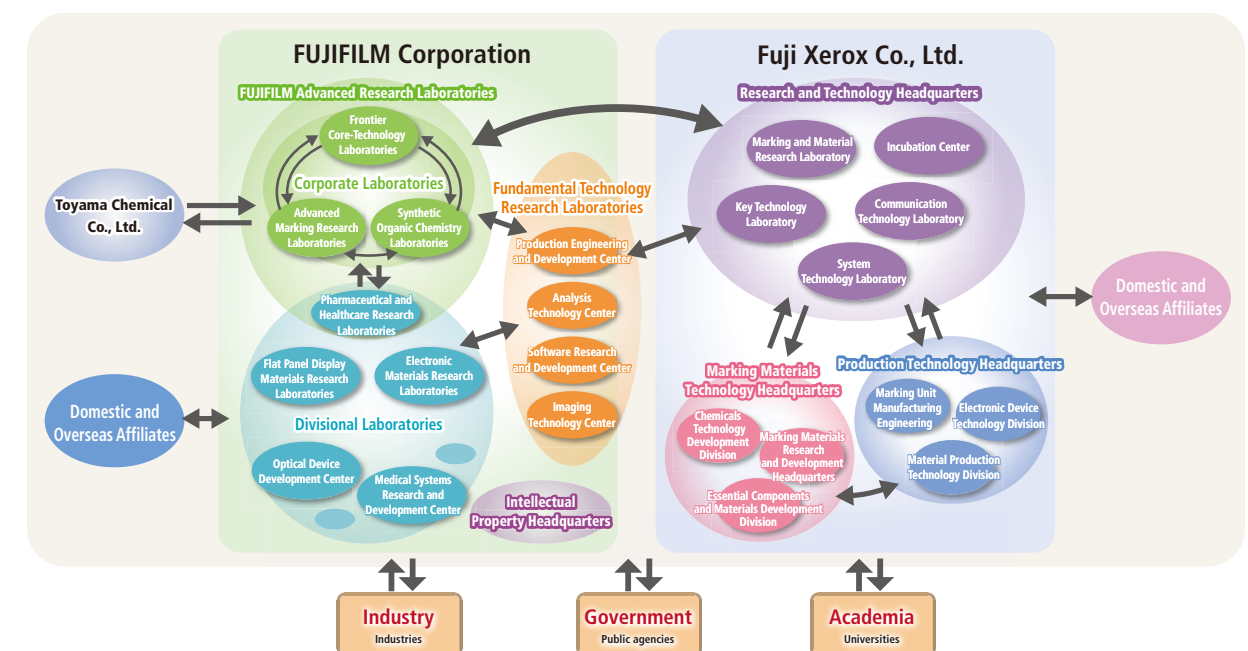 FUJIFILM Corporation
FUJIFILM Advanced Research Laboratories
Frontier
Core-Technology
Laboratories
Corporate Laboratories
Advanced
Marking Research
Laboratories
Synthetic
Organic Chemistry
Laboratories
Toyama Chemical
Co., Ltd.
Pharmaceutical and
Healthcare Research
Laboratories
Flat Panel Display
Materials Research
Laboratories
Electronic
Materials Research
Laboratories
Divisional Laboratories
Optical Device
Development Center
Medical Systems
Research and
Development Center
Domestic and
Overseas Affiliates
Fundamental Technology
Research Laboratories
Production Engineering
and Development Center
Analysis
Technology Center
Software Research
and Development Center
Imaging
Technology Center
Intellectual
Property Headquarters
Fuji Xerox Co., Ltd.
Research and Technology Headquarters
Marking and Material
Research Laboratory
Incubation Center
Key Technology
Laboratory
Communication
Technology Laboratory
System
Technology Laboratory
Marking Materials
Technology Headquarters
Chemicals
Technology
Development
Division
Marking Materials
Research
and Development
Headquarters
Essential Components
and Materials Development
Division
Production Technology Headquarters
Marking Unit
Manufacturing
Engineering
Electronic Device
Technology Division
Material Production
Technology Division
Domestic and
Overseas Affiliates
Industry
Industries
Government
Public agencies
Academia
Universities